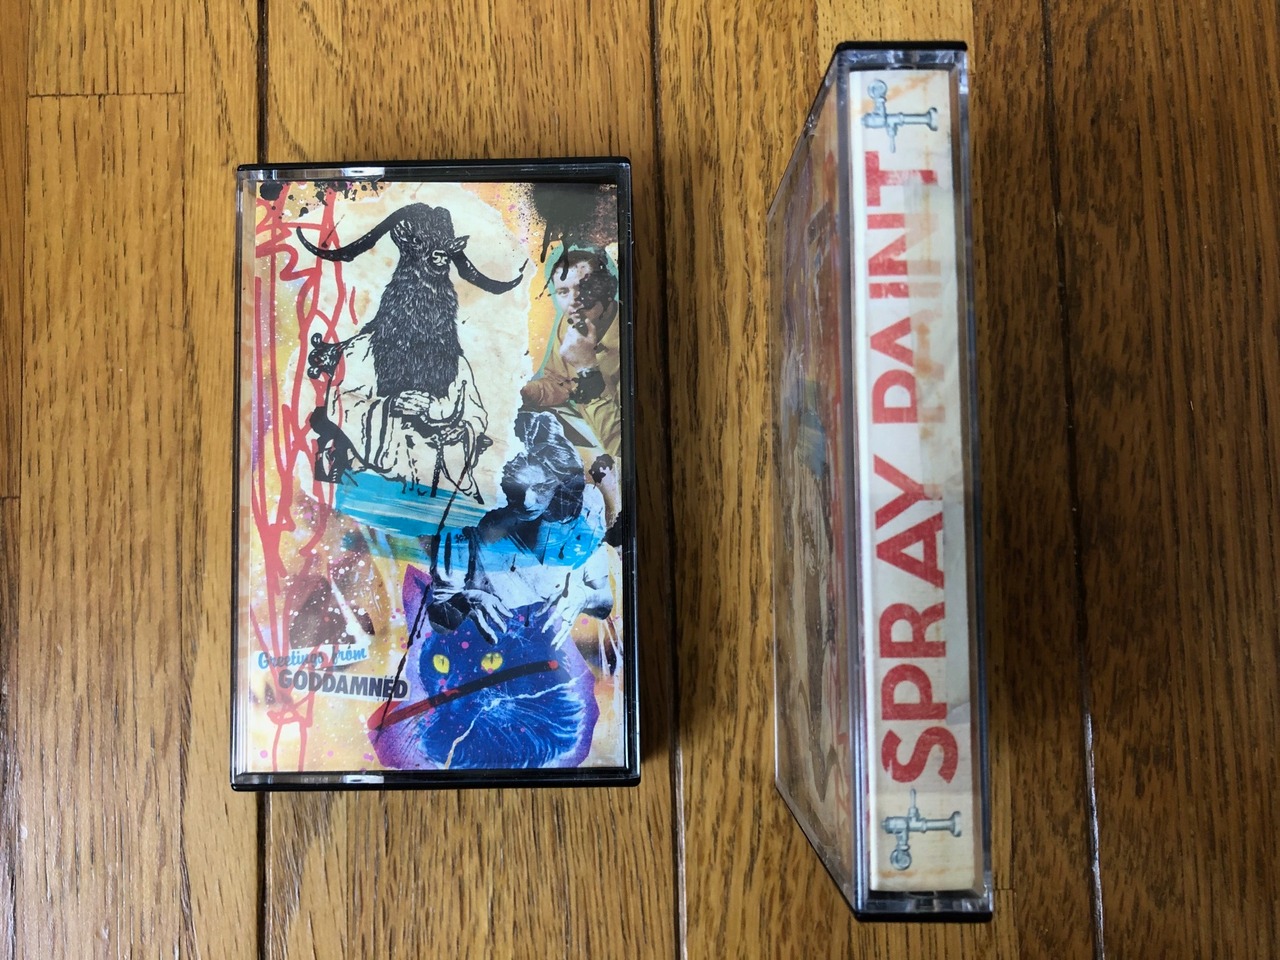 Greetings from
GODDAMNED
SPRAY PAINT